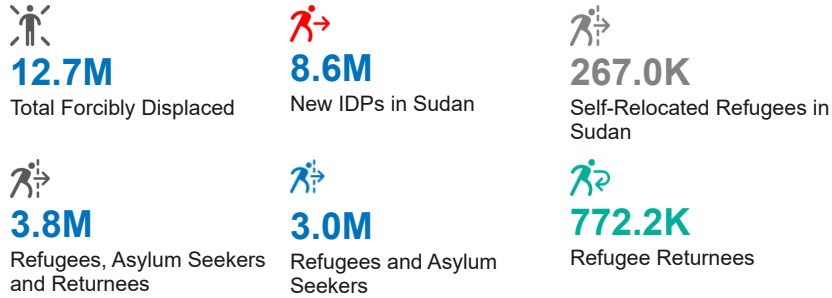 12.7M
Total Forcibly Displaced
8.6M
New IDPs in Sudan
267.0K
Self-Relocated Refugees in
Sudan
3.8M
Refugees, Asylum Seekers
and Returnees
3.0M
Refugees and Asylum
Seekers
772.2K
Refugee Returnees